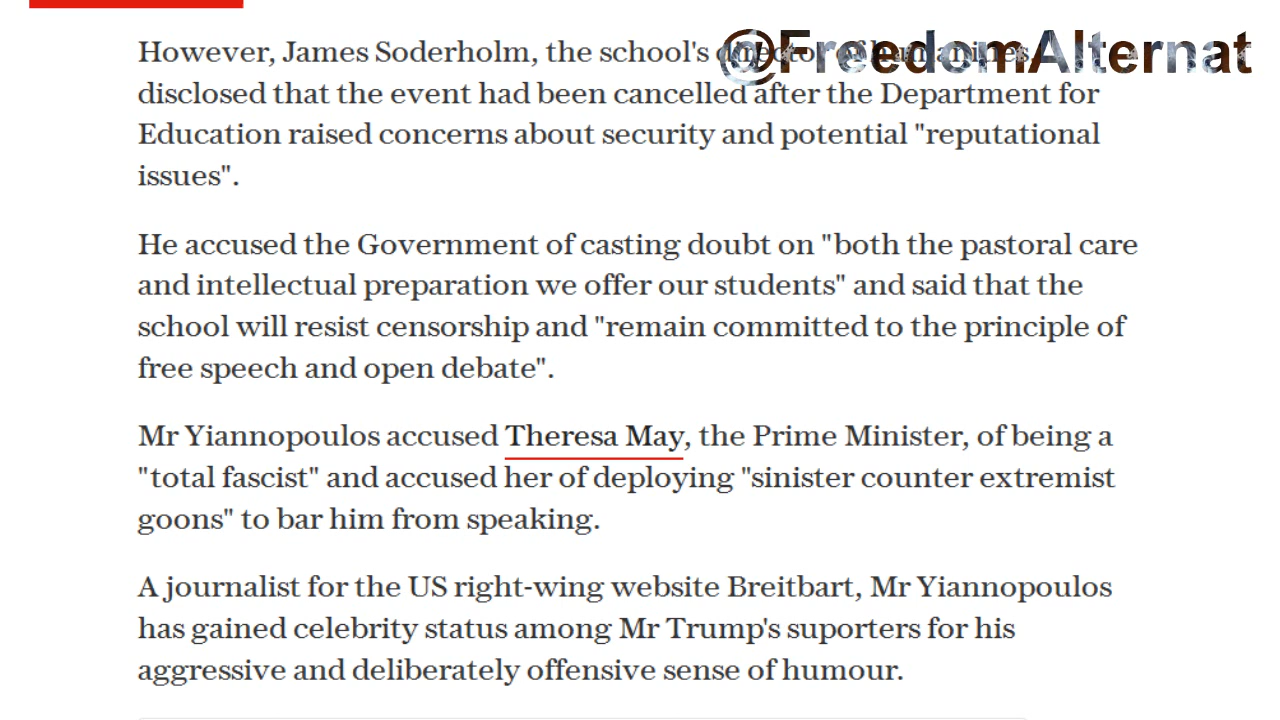 However, James Soderholm, the school's director of humanities,
@FreedomAlternat
disclosed that the event had been cancelled after the Department for
Education raised concerns about security and potential "reputational
issues".
He accused the Government of casting doubt on "both the pastoral care
and intellectual preparation we offer our students" and said that the
school will resist censorship and "remain committed to the principle of
free speech and open debate".
Mr Yiannopoulos accused Theresa May, the Prime Minister, of being a
"total fascist" and accused her of deploying "sinister counter extremist
goons" to bar him from speaking.
A journalist for the US right-wing website Breitbart, Mr Yiannopoulos
has gained celebrity status among Mr Trump's suporters for his
aggressive and deliberately offensive sense of humour.